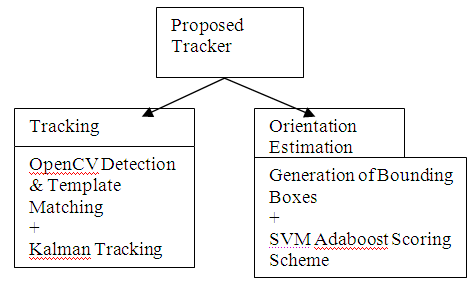 Proposed
Tracker
Tracking
OpenCV Detection
& Template
Matching
+
Kalman Tracking
Orientation
Estimation
Generation of Bounding
Boxes
+
SVM Adaboost Scoring
Scheme